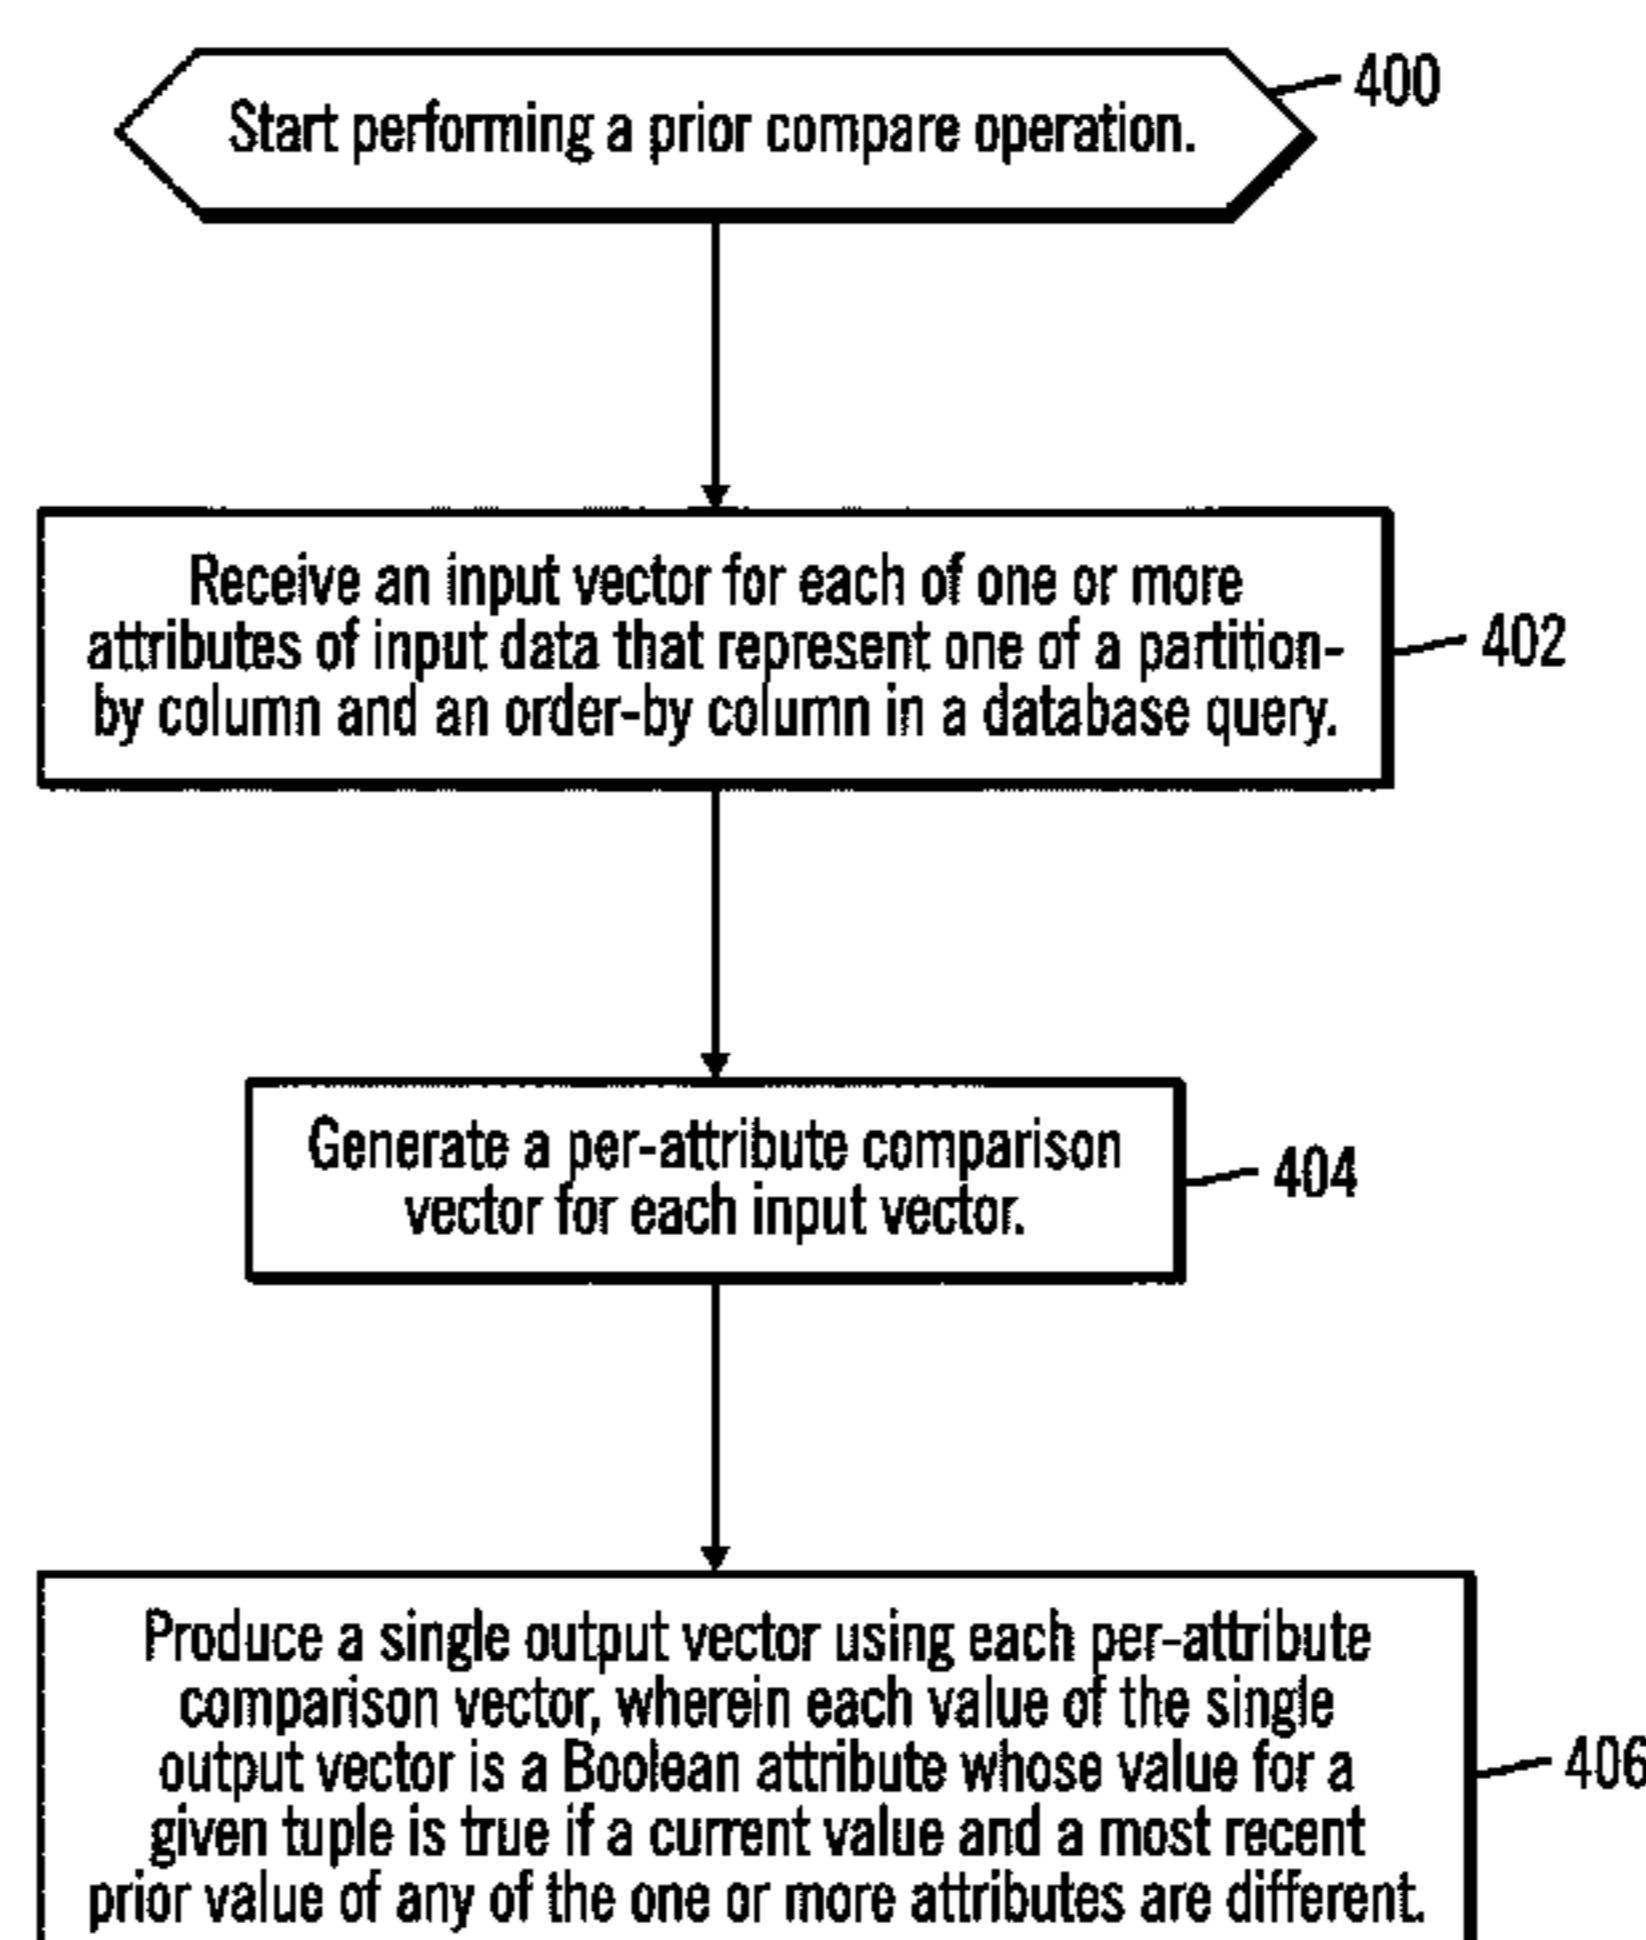 400
Start performing a prior compare operation.
Receive an input vector for each of one or more
attributes of input data that represent one of a partition-
by column and an order-by column in a database query.
402
Generate a per-attribute comparison
vector for each input vector.
404
Produce a single output vector using each per-attribute
comparison vector, wherein each value of the single
output vector is a Boolean attribute whose value for a
given tuple is true if a current value and a most recent
prior value of any of the one or more attributes are different.
406